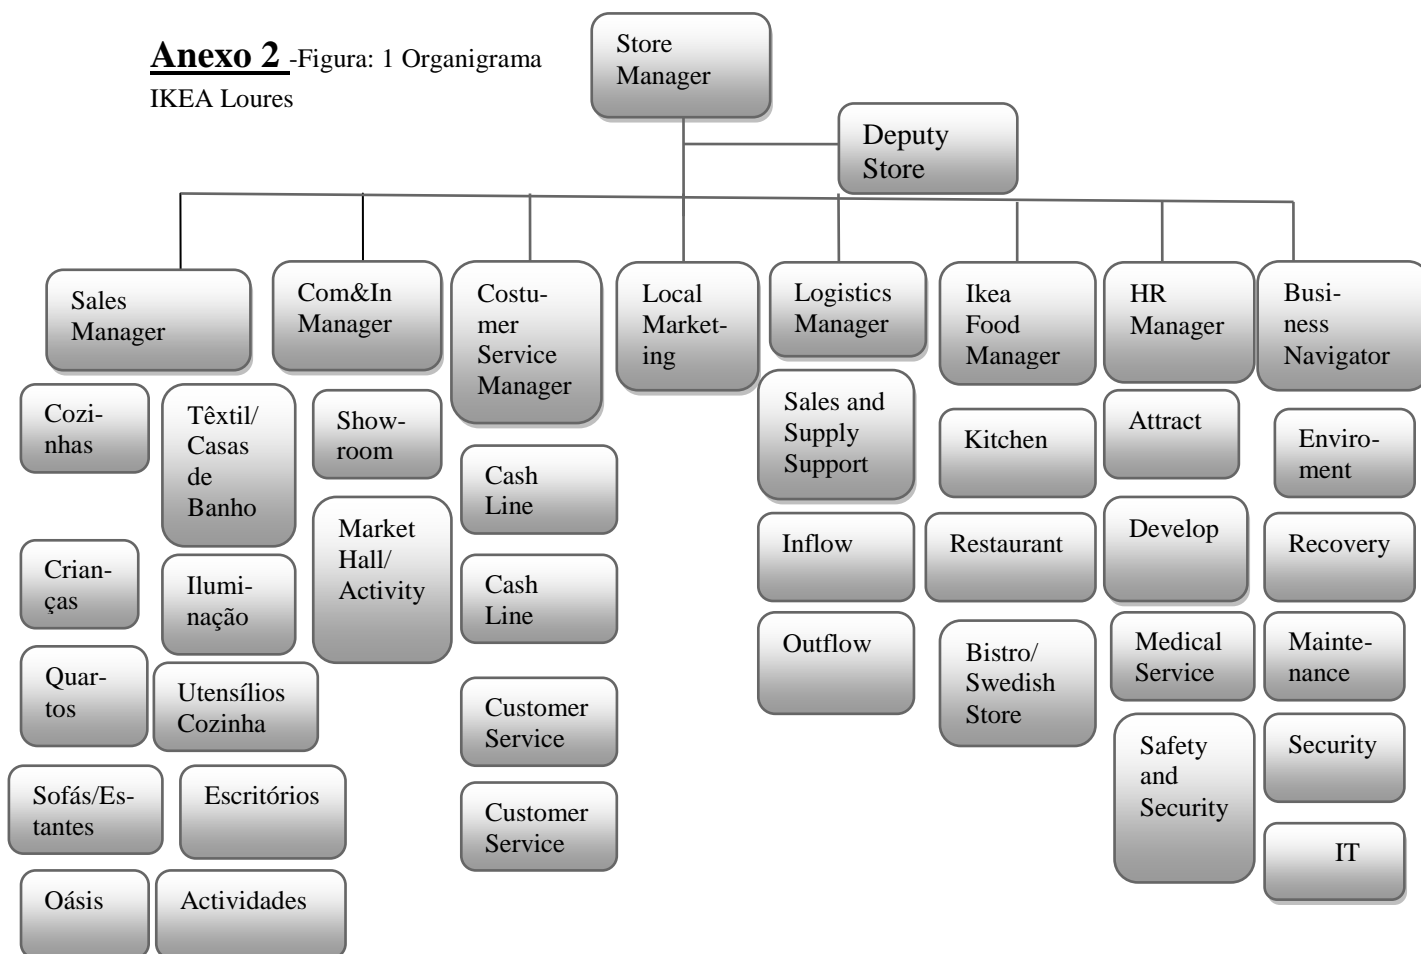 Anexo 2 -Figura: 1 Organigrama
IKEA Loures
Store
Manager
Deputy
Store
Sales
Manager
Com&In
Manager
Costu-
mer
Service
Manager
Local
Market-
ing
Logistics
Manager
Ikea
Food
Manager
HR
Manager
Busi-
ness
Navigator
Cozi-
nhas
Têxtil/
Casas
de
Banho
Crian-
ças
Ilumi-
nação
Quar-
tos
Utensílios
Cozinha
Sofás/Es-
tantes
Escritórios
Oásis
Actividades
Show-
room
Market
Hall/
Activity
Cash
Line
Cash
Line
Customer
Service
Customer
Service
Sales and
Supply
Support
Inflow
Outflow
Kitchen
Restaurant
Bistro/
Swedish
Store
Attract
Develop
Medical
Service
Safety
and
Security
Enviro-
ment
Recovery
Mainte-
nance
Security
IT